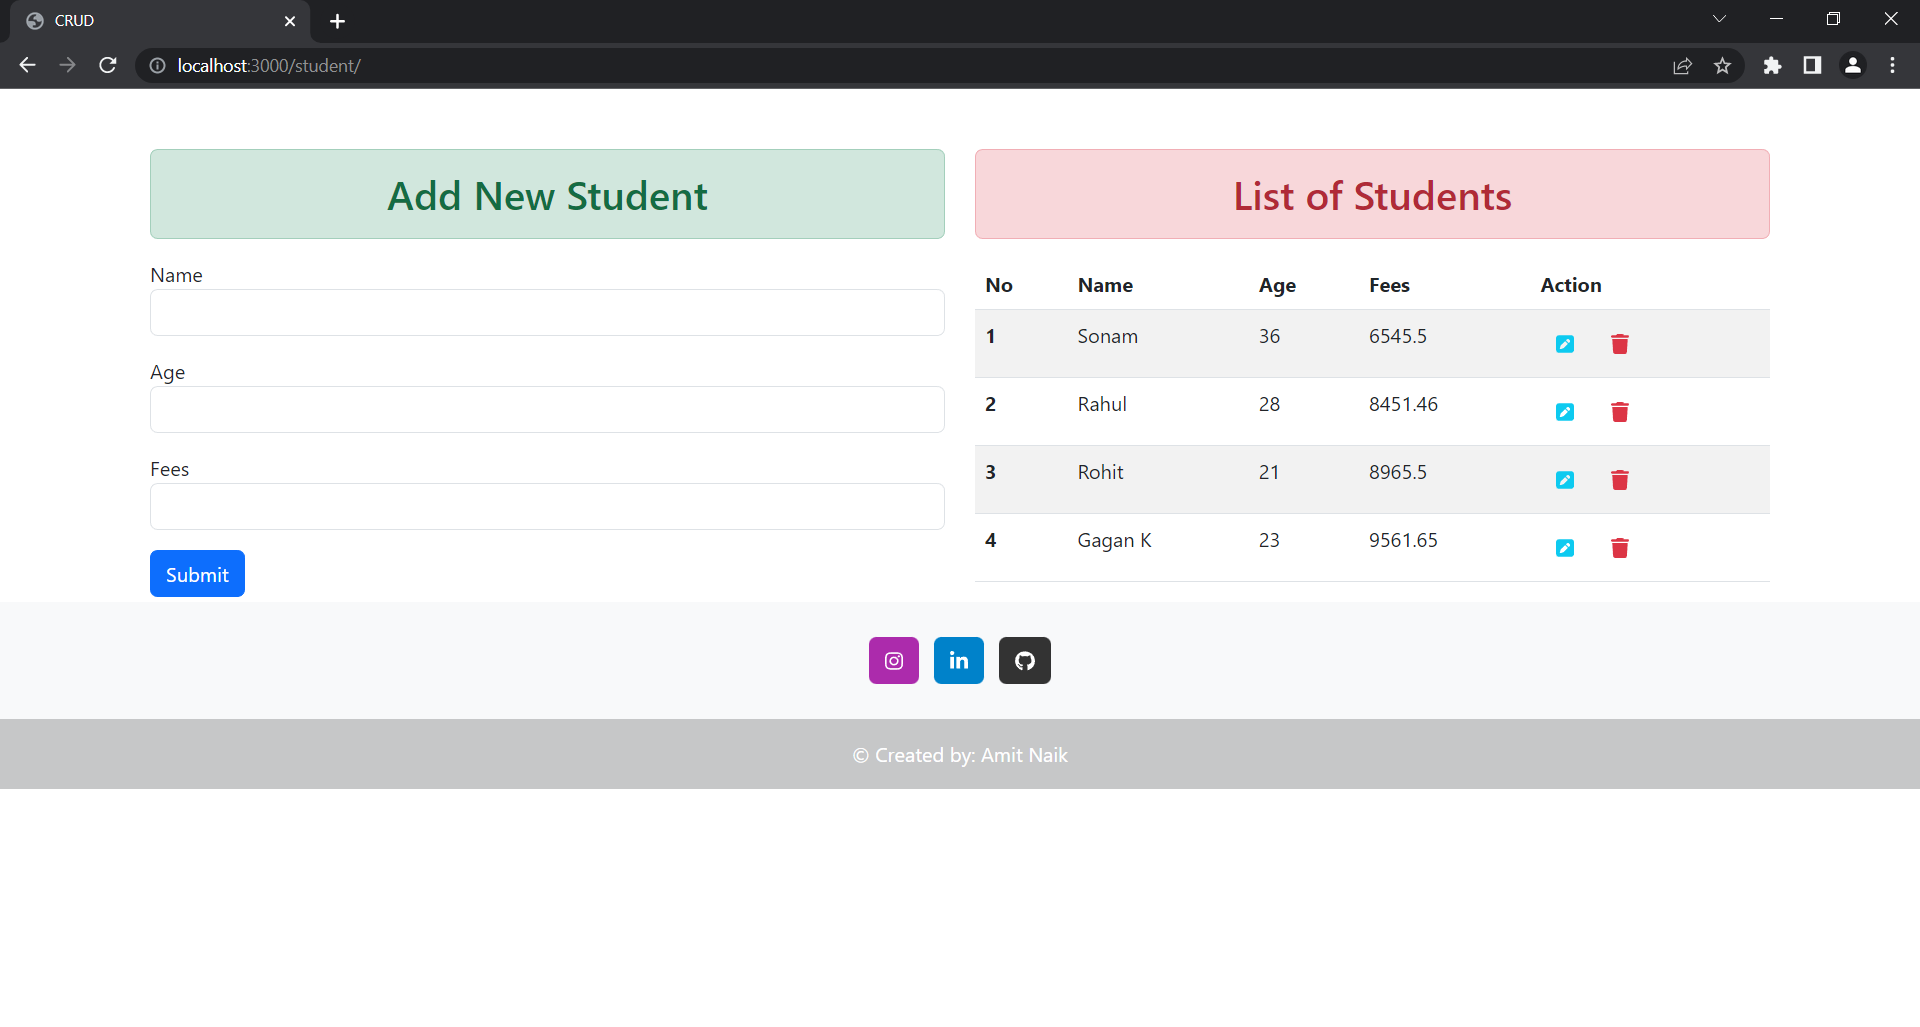 CRUD
localhost:3000/student/
Add New Student
Name
Age
Fees
Submit
List of Students
No Name Age Fees Action
1 Sonam 36 6545.5
2 Rahul 28 8451.46
3 Rohit 21 8965.5
4 Gagan K 23 9561.65
in
© Created by: Amit Naik